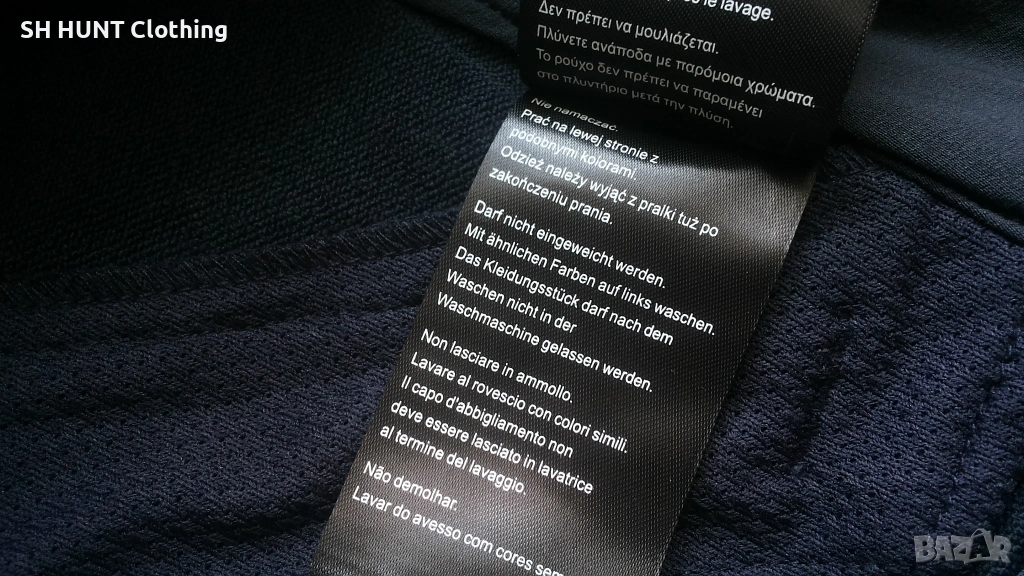 SH HUNT Clothing
le lavage.
Δεν πρέπει να μουλιάζεται.
Πλύνετε ανάποδα με παρόμοια χρώματα.
Το ρούχο δεν πρέπει να παραμένει
στο πλυντήριο μετά την πλύση.
Nie namaczać.
Prać na lewej stronie z
podobnymi kolorami.
Odzież należy wyjąć z pralki tuż po
zakończeniu prania.
Darf nicht eingeweicht werden.
Mit ähnlichen Farben auf links waschen.
Das Kleidungsstück darf nach dem
Waschen nicht in der
Waschmaschine gelassen werden.
Non lasciare in ammollo.
Lavare al rovescio con colori simili.
Il capo d'abbigliamento non
deve essere lasciato in lavatrice
al termine del lavaggio.
Não demolhar.
Lavar do avesso com cores sem
BAZAR